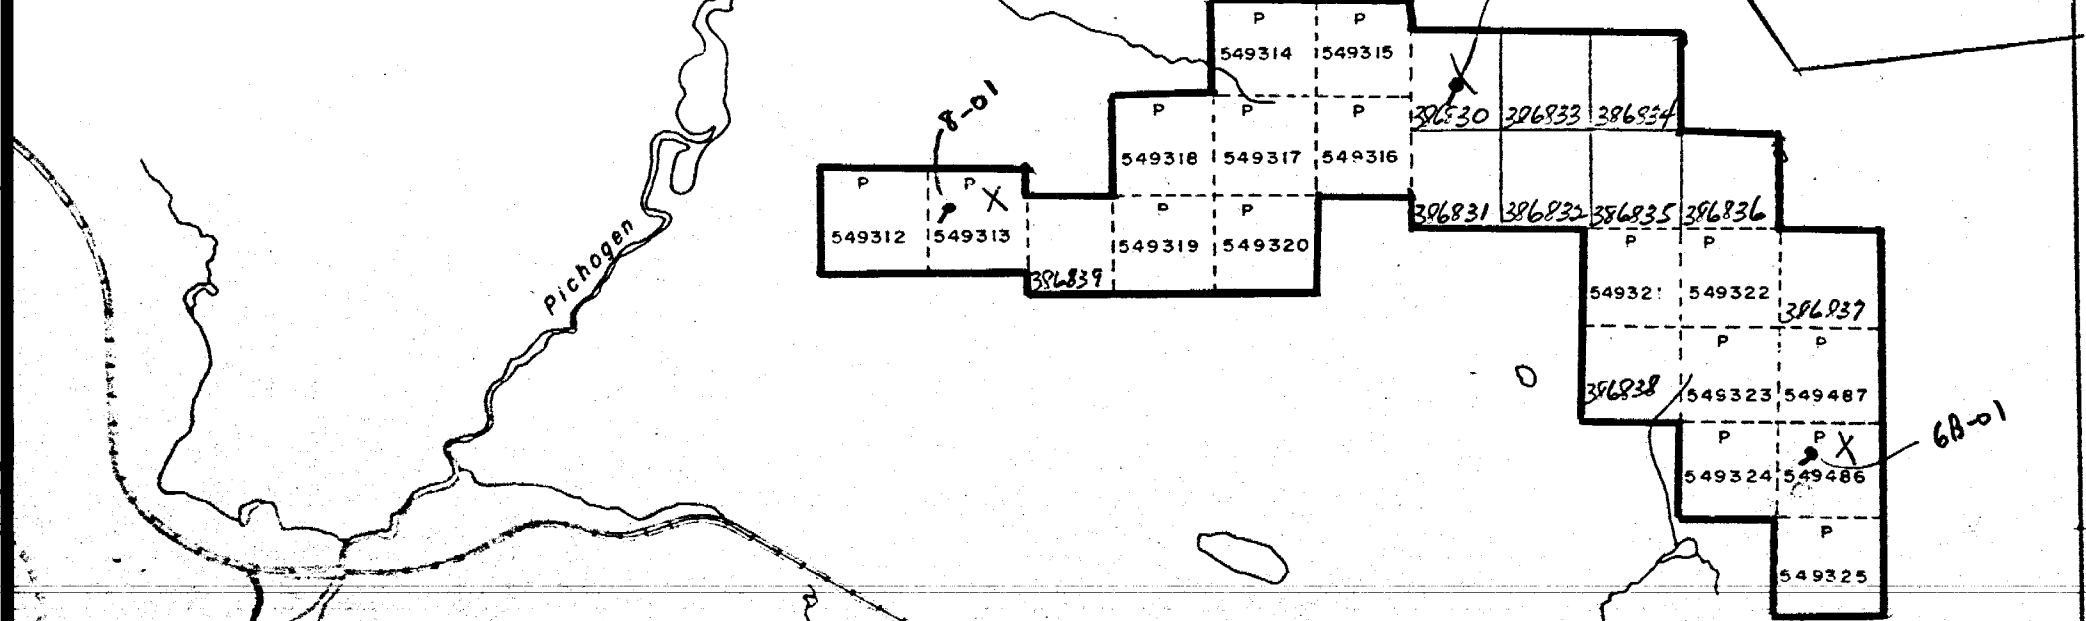 P P
549314 549315
8-01
X
386830 386833 386834
P P P
549318 549317 549316
P P X
549312 549313
386831 386832 386835 386836
P P
549319 549320
386839
Pichogen
P P
549321 549322
386837
P P
386838 549323 549487
P P X
6B-01
549324 549486
P
549325